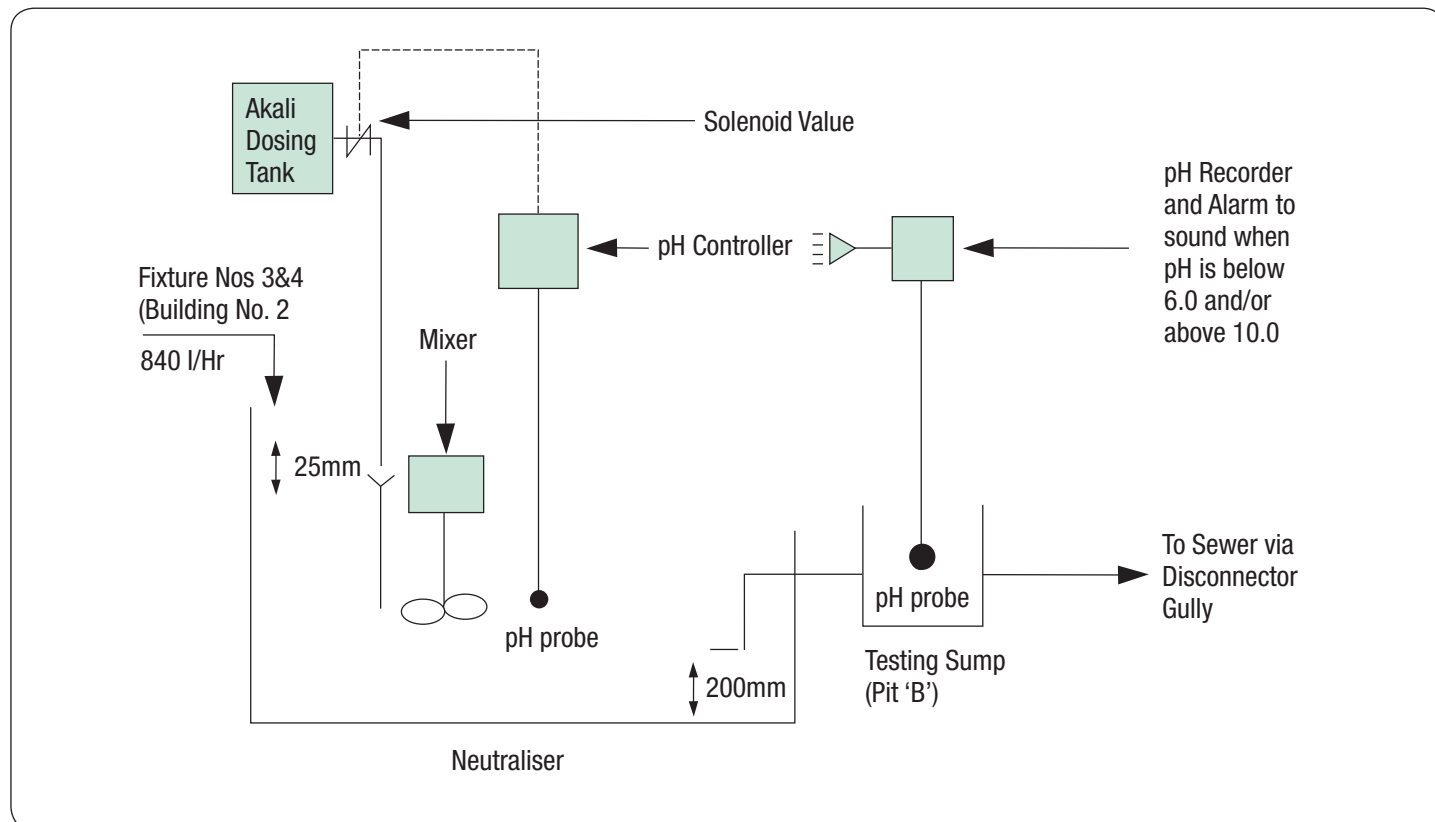 Akali
Dosing
Tank
Solenoid Value
pH Recorder
and Alarm to
sound when
pH is below
6.0 and/or
above 10.0
pH Controller
Fixture Nos 3&4
(Building No. 2
840 l/Hr
Mixer
25mm
pH probe
200mm
pH probe
Testing Sump
(Pit ‘B’)
To Sewer via
Disconnector
Gully
Neutraliser